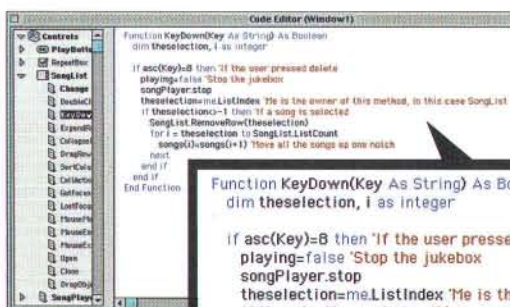 Code Editor (Window1)
Controls
PlayButto
RepeatBox
SongList
Change
DoubleCl
KeyDow
ExpandR
Collapse
DragRow
SortColu
CellActio
GotFocus
LostFocu
MouseMo
MouseEn
MouseEx
Open
Close
DropObj
SongPlaye
Function KeyDown(Key As String) As Boolean
dim theselection, i as integer
if asc(Key)=8 then 'If the user pressed delete
playing=false 'Stop the jukebox
songPlayer.stop
theselection=me.ListIndex 'Me is the owner of this method, in this case SongList
if theselection<>-1 then 'If a song is selected
SongList.RemoveRow(theselection)
for i = theselection to SongList.ListCount
songs(i)=songs(i+1) 'Move all the songs up one notch
next
end if
end if
End Function
Function KeyDown(Key As String) As Bo
dim theselection, i as integer
if asc(Key)=8 then 'If the user presse
playing=false 'Stop the jukebox
songPlayer.stop
theselection=me.ListIndex 'Me is th